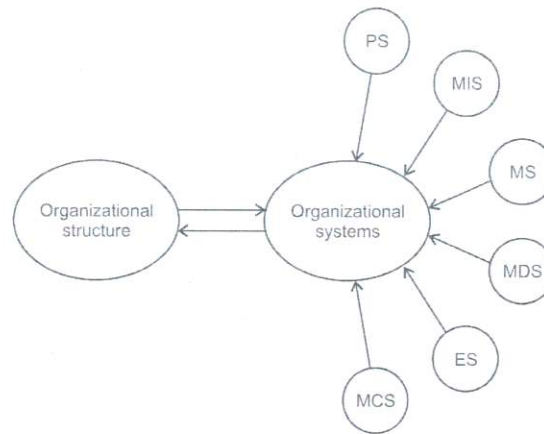 PS
MIS
MS
Organizational
structure
Organizational
systems
MDS
ES
MCS